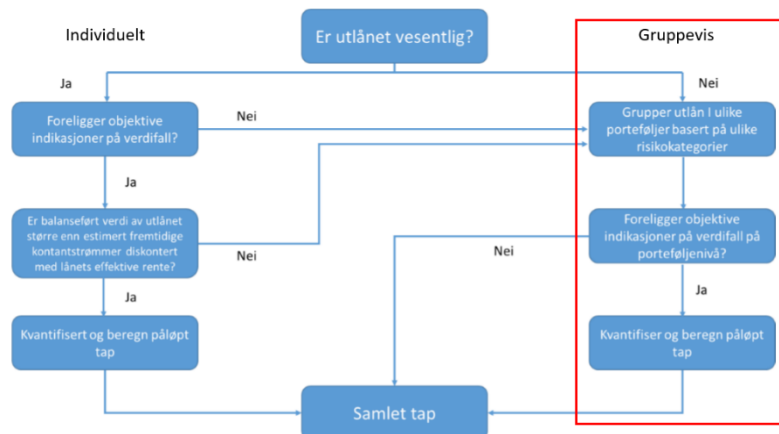 Individuelt
Er utlånet vesentlig?
Gruppevis
Ja
Nei
Foreligger objektive
indikasjoner på verdifall?
Nei
Grupper utlån I ulike
porteføljer basert på ulike
risikokategorier
Ja
Er balanseført verdi av utlånet
større enn estimert fremtidige
kontantstrømmer diskontert
med lånets effektive rente?
Nei
Nei
Foreligger objektive
indikasjoner på verdifall på
porteføljenivå?
Ja
Ja
Kvantifisert og beregn påløpt
tap
Kvantifiser og beregn påløpt
tap
Samlet tap